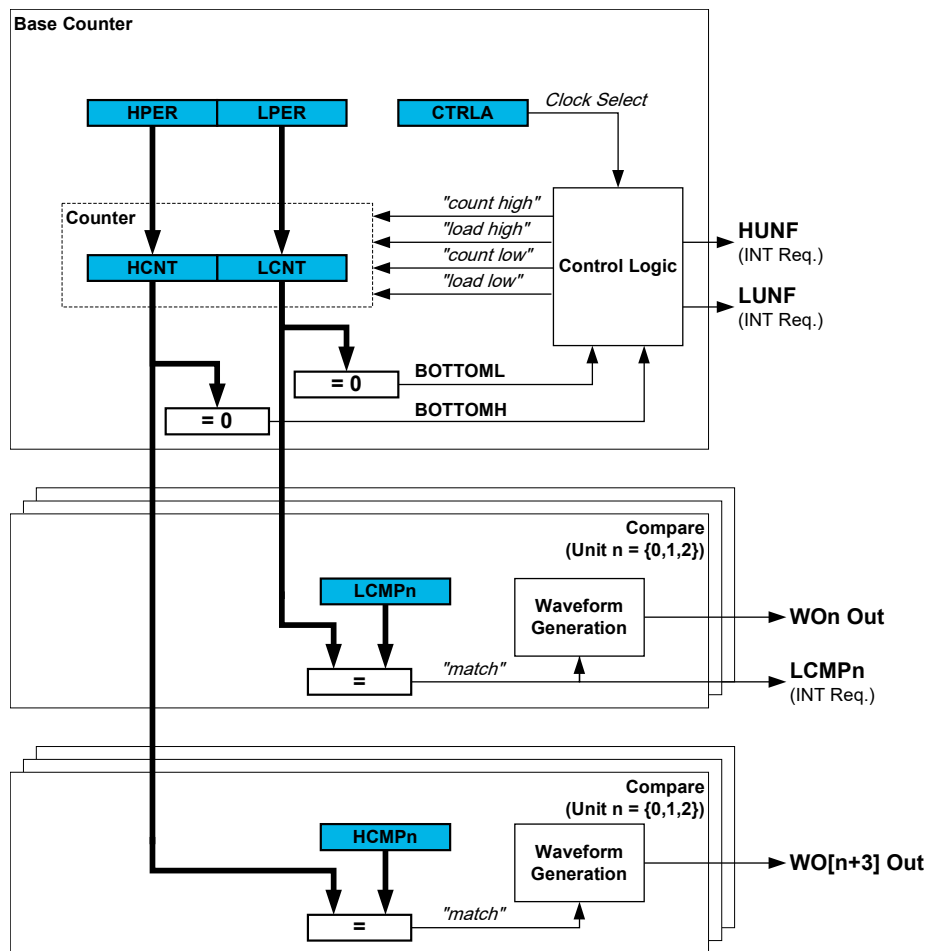 Base Counter
HPER
LPER
CTRLA
Clock Select
Counter
"count high"
"load high"
"count low"
"load low"
HCNT
LCNT
Control Logic
HUNF
(INT Req.)
LUNF
(INT Req.)
= 0
BOTTOML
= 0
BOTTOMH
Compare
(Unit n = {0,1,2})
LCMPn
Waveform
Generation
WOn Out
=
"match"
LCMPn
(INT Req.)
Compare
(Unit n = {0,1,2})
HCMPn
Waveform
Generation
WO[n+3] Out
=
"match"